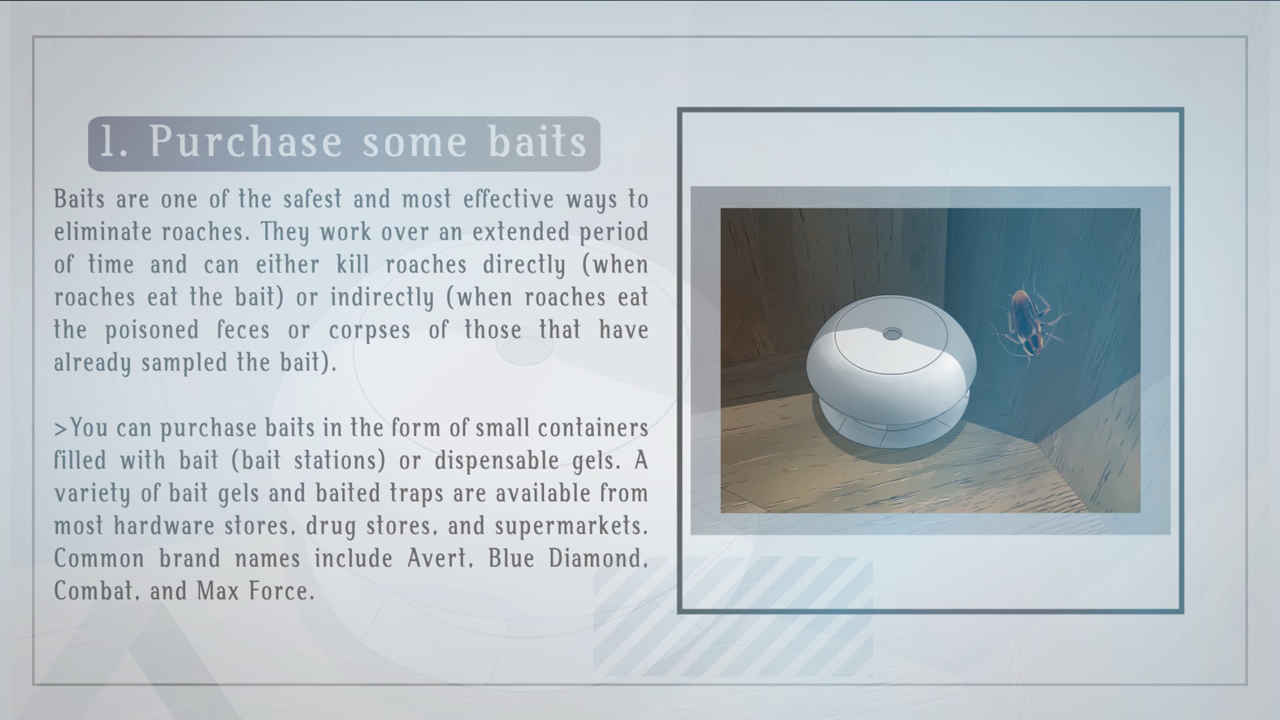 1. Purchase some baits
Baits are one of the safest and most effective ways to
eliminate roaches. They work over an extended period
of time and can either kill roaches directly (when
roaches eat the bait) or indirectly (when roaches eat
the poisoned feces or corpses of those that have
already sampled the bait).
>You can purchase baits in the form of small containers
filled with bait (bait stations) or dispensable gels. A
variety of bait gels and baited traps are available from
most hardware stores, drug stores, and supermarkets.
Common brand names include Avert, Blue Diamond,
Combat, and Max Force.